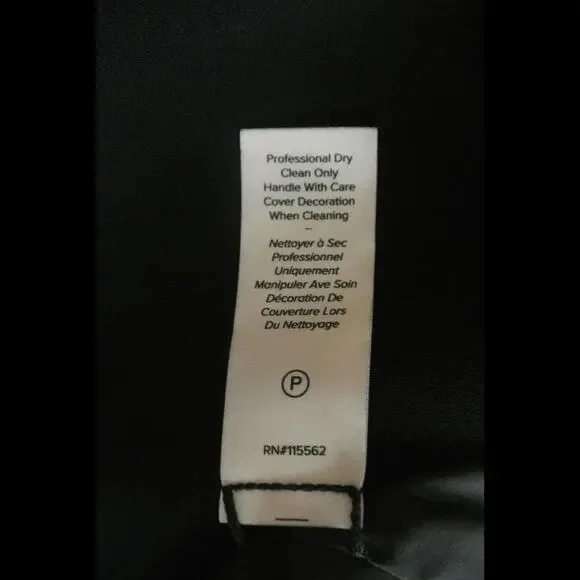 Professional Dry
Clean Only
Handle With Care
Cover Decoration
When Cleaning
–
Nettoyer à Sec
Professionnel
Uniquement
Manipuler Ave Soin
Décoration De
Couverture Lors
Du Nettoyage
P
RN#115562